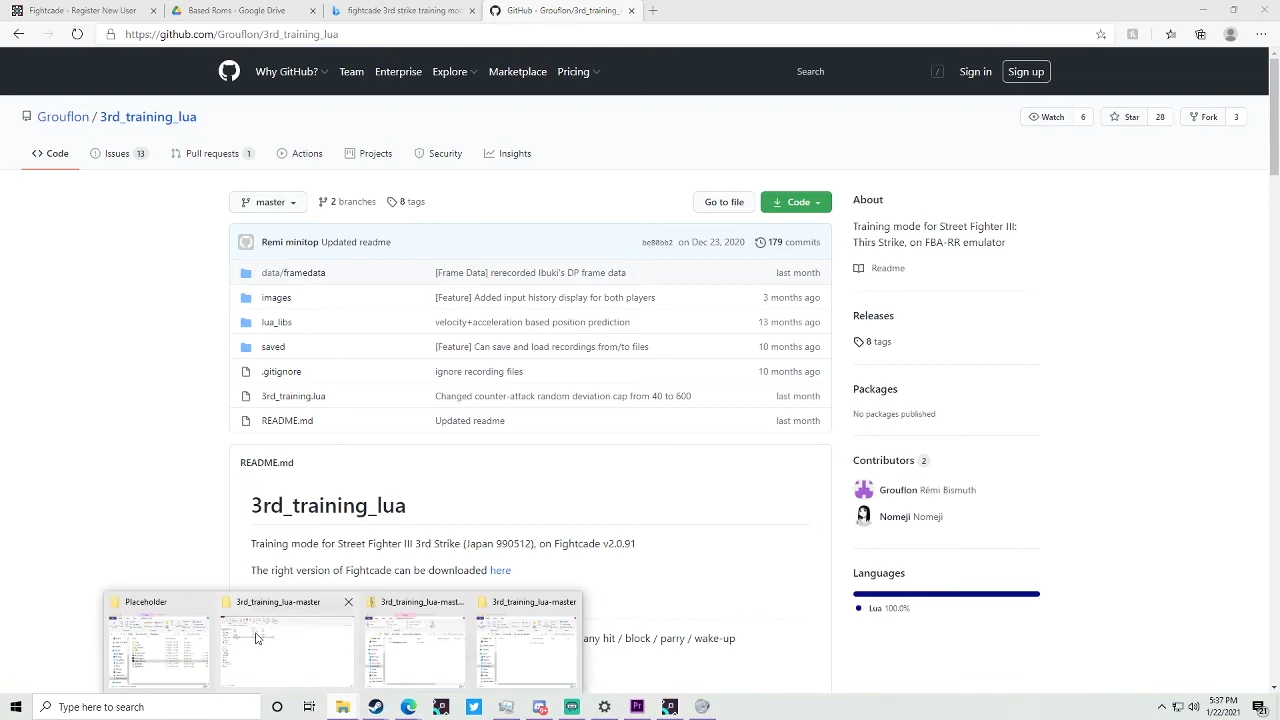 Fightcade - Register New User
Based Roms - Google Drive
fightcade 3rd strike training mo
GitHub - Grouflon/3rd_training_
https://github.com/Grouflon/3rd_training_lua
Why GitHub?
Team
Enterprise
Explore
Marketplace
Pricing
Search
/
Sign in
Sign up
Grouflon / 3rd_training_lua
Watch 6
Star 28
Fork 3
Code
Issues 13
Pull requests 1
Actions
Projects
Security
Insights
master
2 branches
8 tags
Go to file
Code
Remi minitop Updated readme be80bb2 on Dec 23, 2020 179 commits
data/framedata [Frame Data] rerecorded Ibuki's DP frame data last month
images [Feature] Added input history display for both players 3 months ago
lua_libs velocity+acceleration based position prediction 13 months ago
saved [Feature] Can save and load recordings from/to files 10 months ago
.gitignore ignore recording files 10 months ago
3rd_training.lua Changed counter-attack random deviation cap from 40 to 600 last month
README.md Updated readme last month
README.md
3rd_training_lua
Training mode for Street Fighter III 3rd Strike (Japan 990512), on Fightcade v2.0.91
The right version of Fightcade can be downloaded here
any hit / block / parry / wake-up
About
Training mode for Street Fighter III:
Thirs Strike, on FBA-RR emulator
Readme
Releases
8 tags
Packages
No packages published
Contributors 2
Grouflon Rémi Bismuth
Nomeji Nomeji
Languages
Lua 100.0%
Placeholder
3rd_training_lua-master
3rd_training_lua-mast...
3rd_training_lua-master
Type here to search
5:37 PM
1/22/2021
21